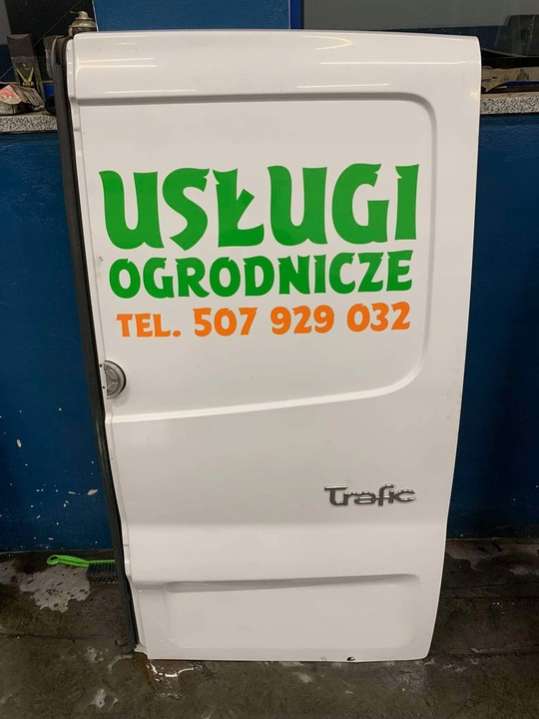 USŁUGI
OGRODNICZE
TEL. 507 929 032
Trafic